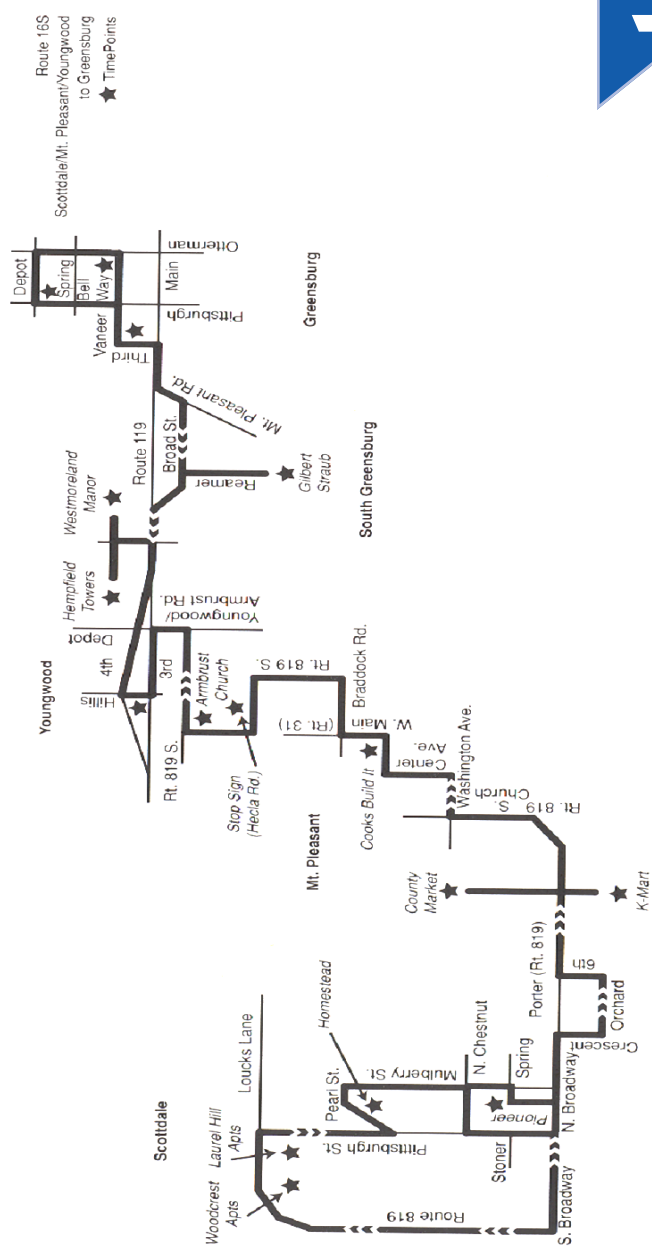 Route 16S
Scottdale/Mt. Pleasant/Youngwood
to Greensburg
TimePoints
Depot
Spring
Bell
Way
Otterman
Main
Pittsburgh
Vaneer
Third
Greensburg
Mt. Pleasant Rd.
Route 119
Broad St.
Reamer
Gilbert
Straub
South Greensburg
Westmoreland
Manor
Hempfield
Towers
Youngwood/
Armbrust Rd.
Depot
4th
3rd
Hillis
Youngwood
Rt. 819 S.
Armbrust
Church
Stop Sign
(Hecla Rd.)
Rt. 819 S.
Braddock Rd.
(Rt. 31)
W. Main
Cooks Build It
Center
Ave.
Washington Ave.
Mt. Pleasant
Church
S.
Rt. 819
County
Market
K-Mart
Porter (Rt. 819)
6th
Orchard
Crescent
Homestead
Loucks Lane
Pearl St.
Mulberry St.
N. Chestnut
Spring
Pioneer
N. Broadway
Scottdale
Laurel Hill
Apts
Woodcrest
Apts
Pittsburgh St.
Stoner
Route 819
S. Broadway